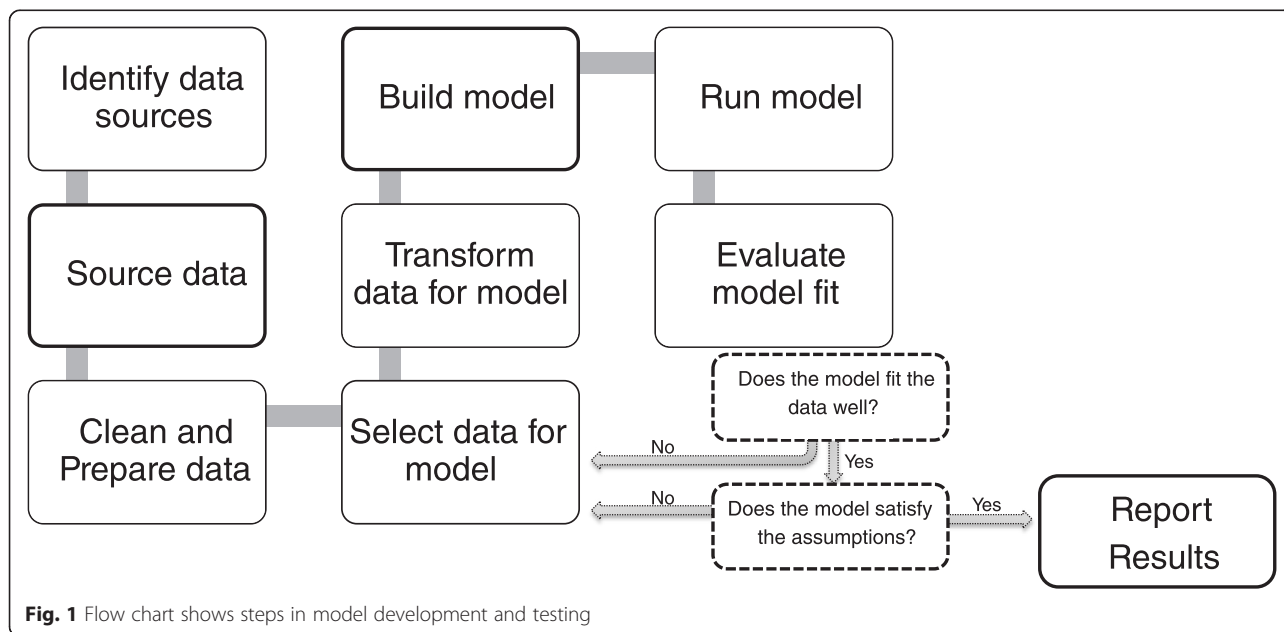 Identify data
sources
Source data
Clean and
Prepare data
Select data for
model
Transform
data for model
Build model
Run model
Evaluate
model fit
Does the model fit the
data well?
No
Yes
Does the model satisfy
the assumptions?
No
Yes
Report
Results
Fig. 1 Flow chart shows steps in model development and testing